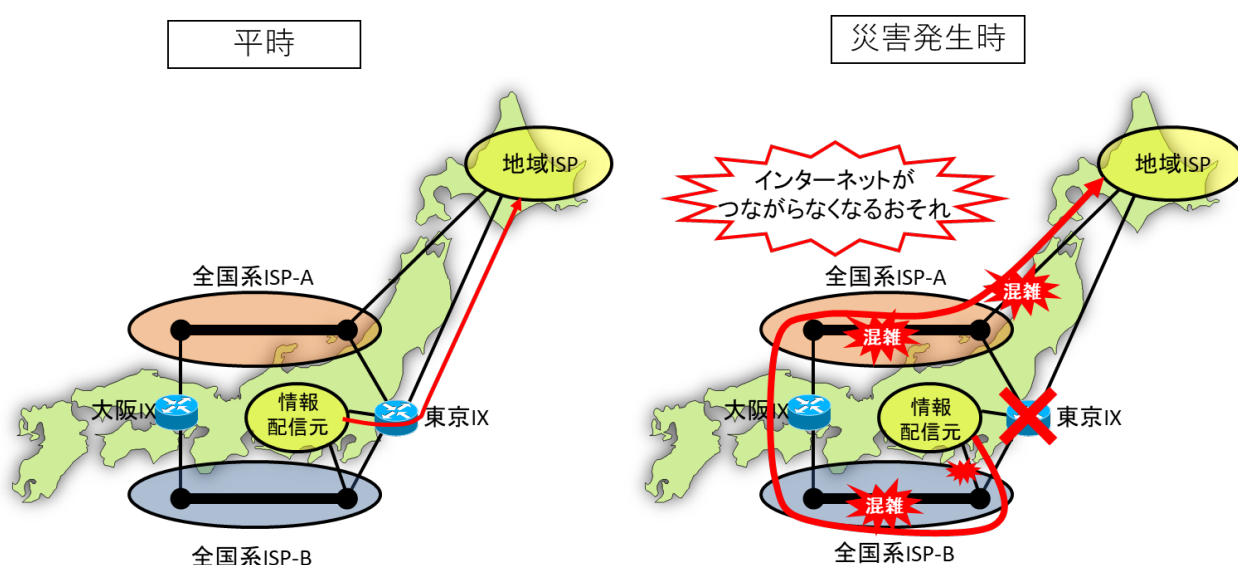 平時
地域ISP
全国系ISP-A
大阪IX
情報
配信元
東京IX
全国系ISP-B
災害発生時
インターネットが
つながらなくなるおそれ
地域ISP
全国系ISP-A
混雑
混雑
大阪IX
情報
配信元
東京IX
混雑
全国系ISP-B